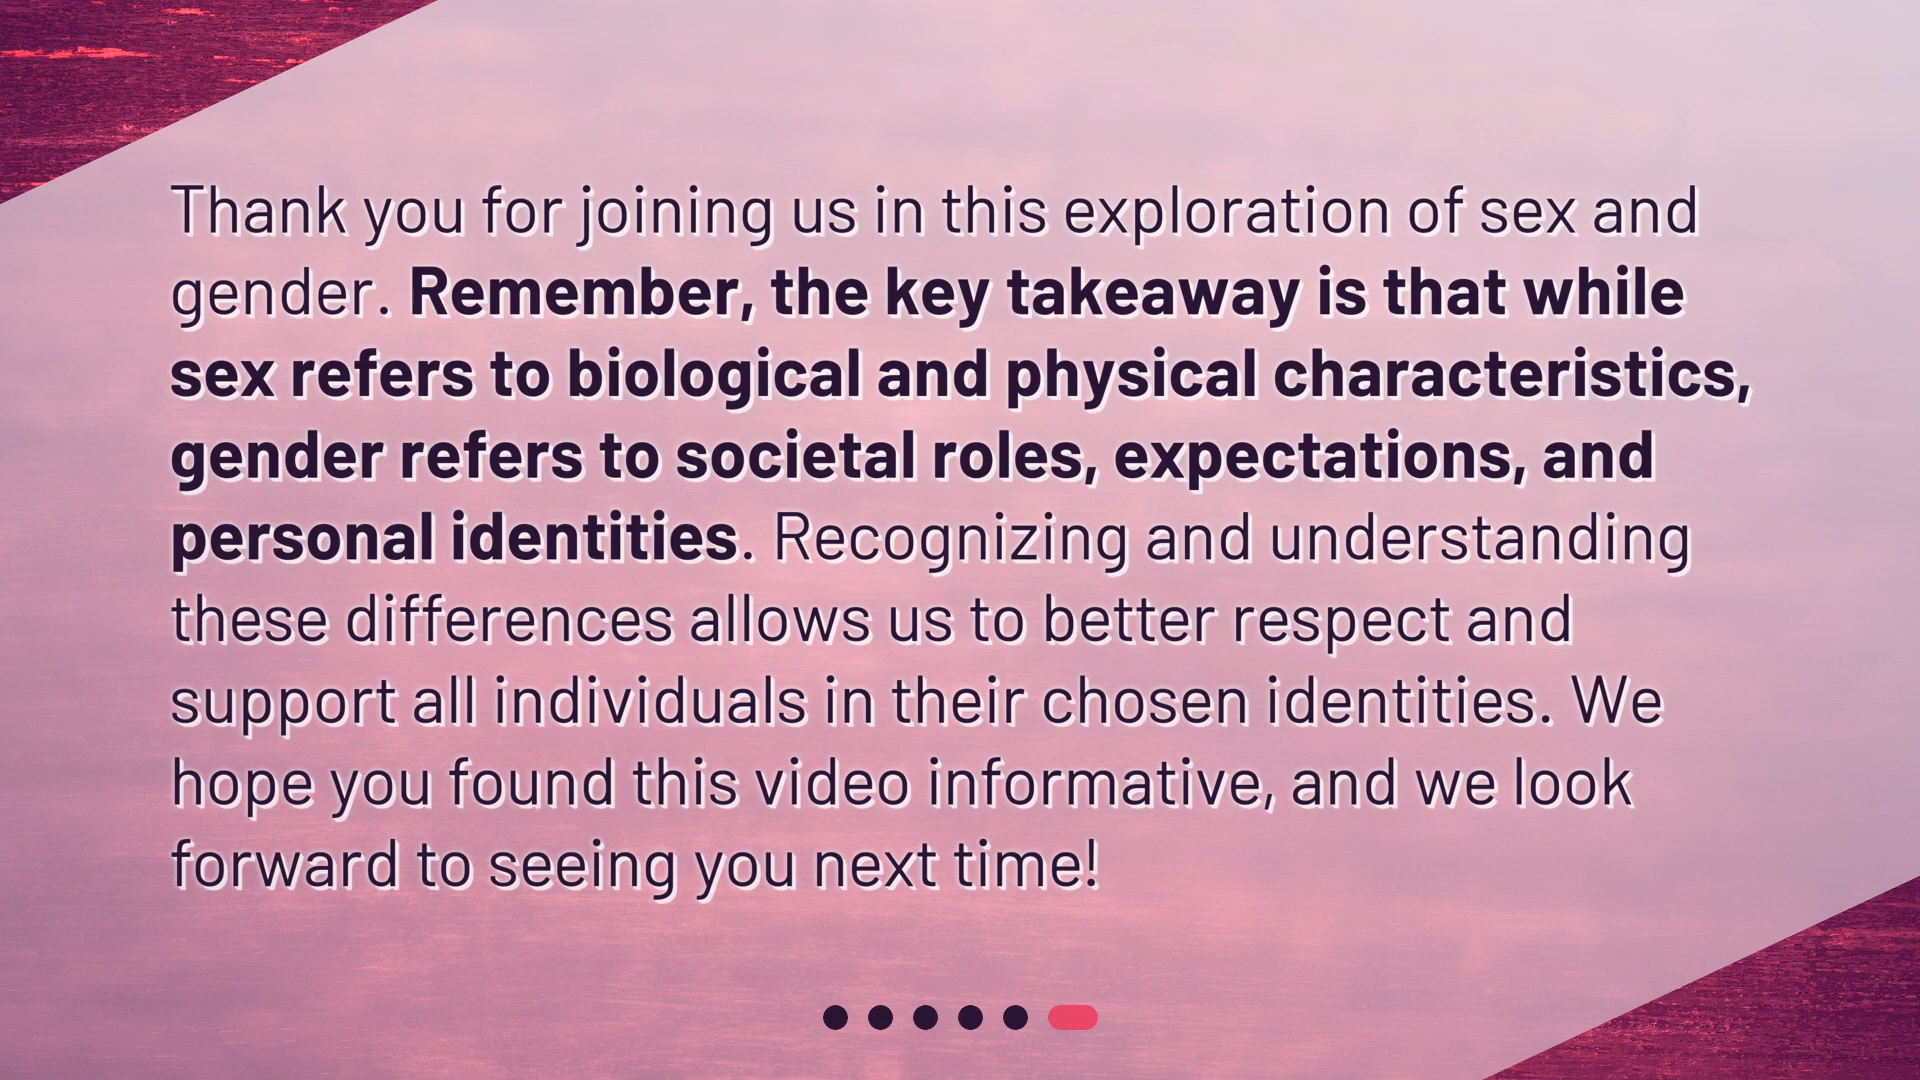 Thank you for joining us in this exploration of sex and
gender. Remember, the key takeaway is that while
sex refers to biological and physical characteristics,
gender refers to societal roles, expectations, and
personal identities. Recognizing and understanding
these differences allows us to better respect and
support all individuals in their chosen identities. We
hope you found this video informative, and we look
forward to seeing you next time!